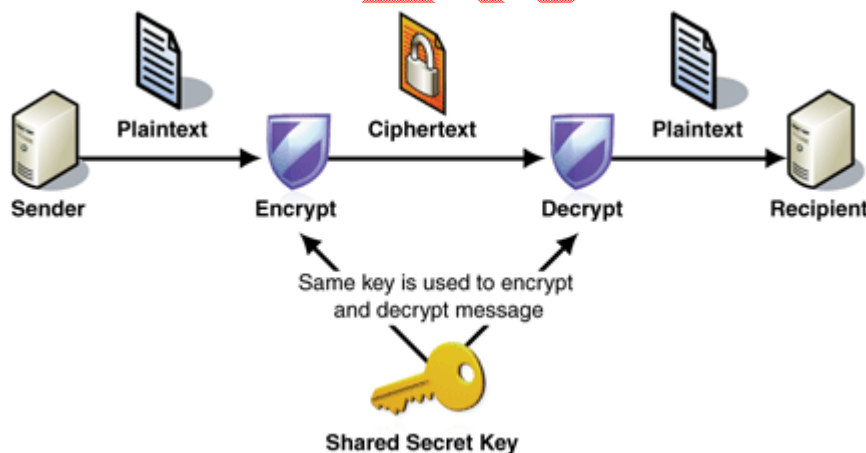 Plaintext
Ciphertext
Plaintext
Sender
Encrypt
Decrypt
Recipient
Same key is used to encrypt
and decrypt message
Shared Secret Key